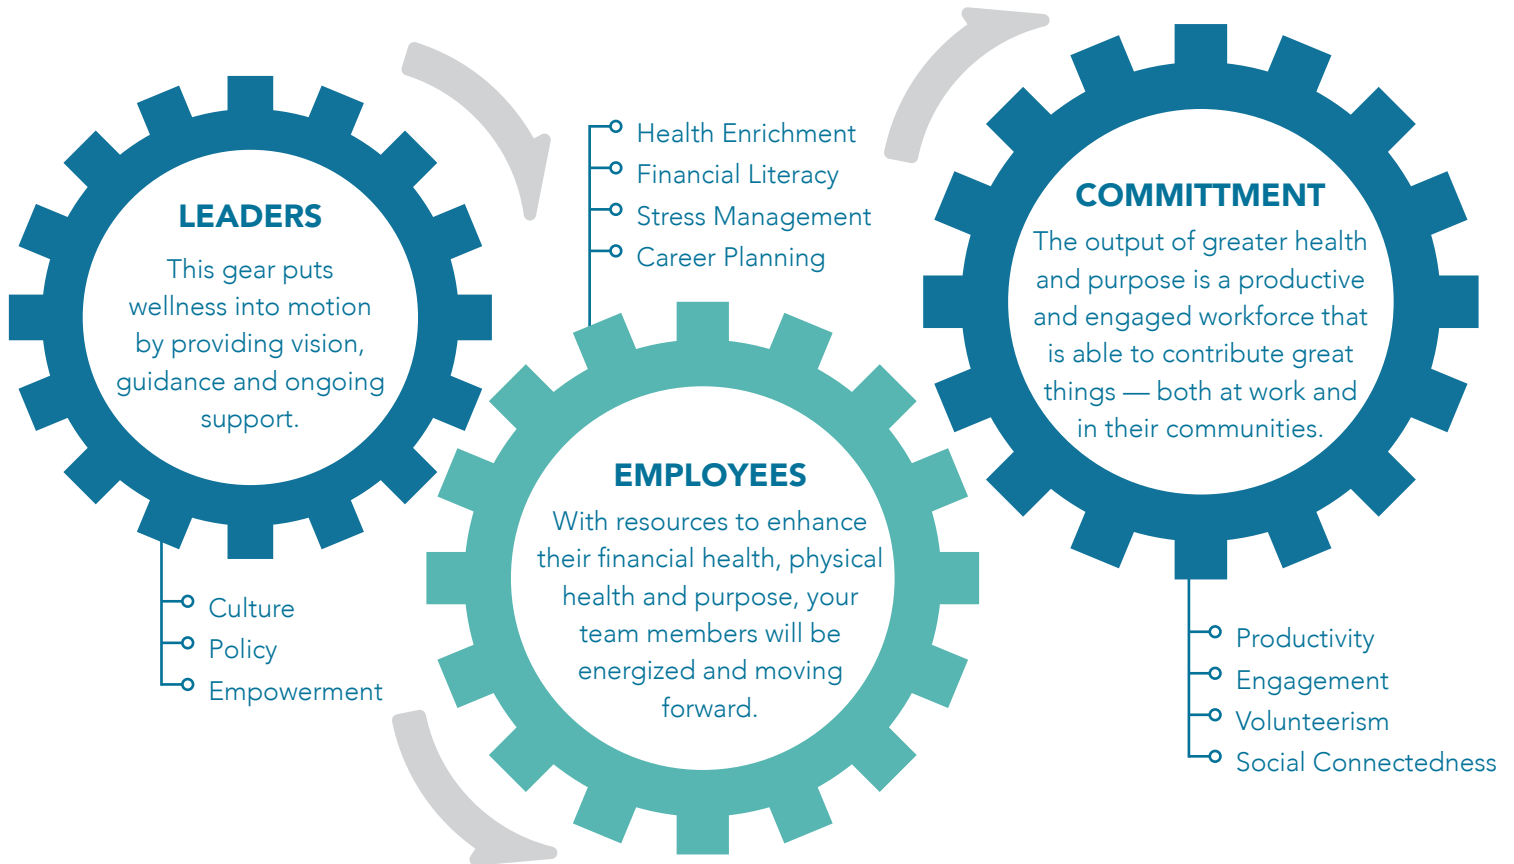 LEADERS
This gear puts
wellness into motion
by providing vision,
guidance and ongoing
support.
Culture
Policy
Empowerment
Health Enrichment
Financial Literacy
Stress Management
Career Planning
EMPLOYEES
With resources to enhance
their financial health, physical
health and purpose, your
team members will be
energized and moving
forward.
COMMITTMENT
The output of greater health
and purpose is a productive
and engaged workforce that
is able to contribute great
things — both at work and
in their communities.
Productivity
Engagement
Volunteerism
Social Connectedness